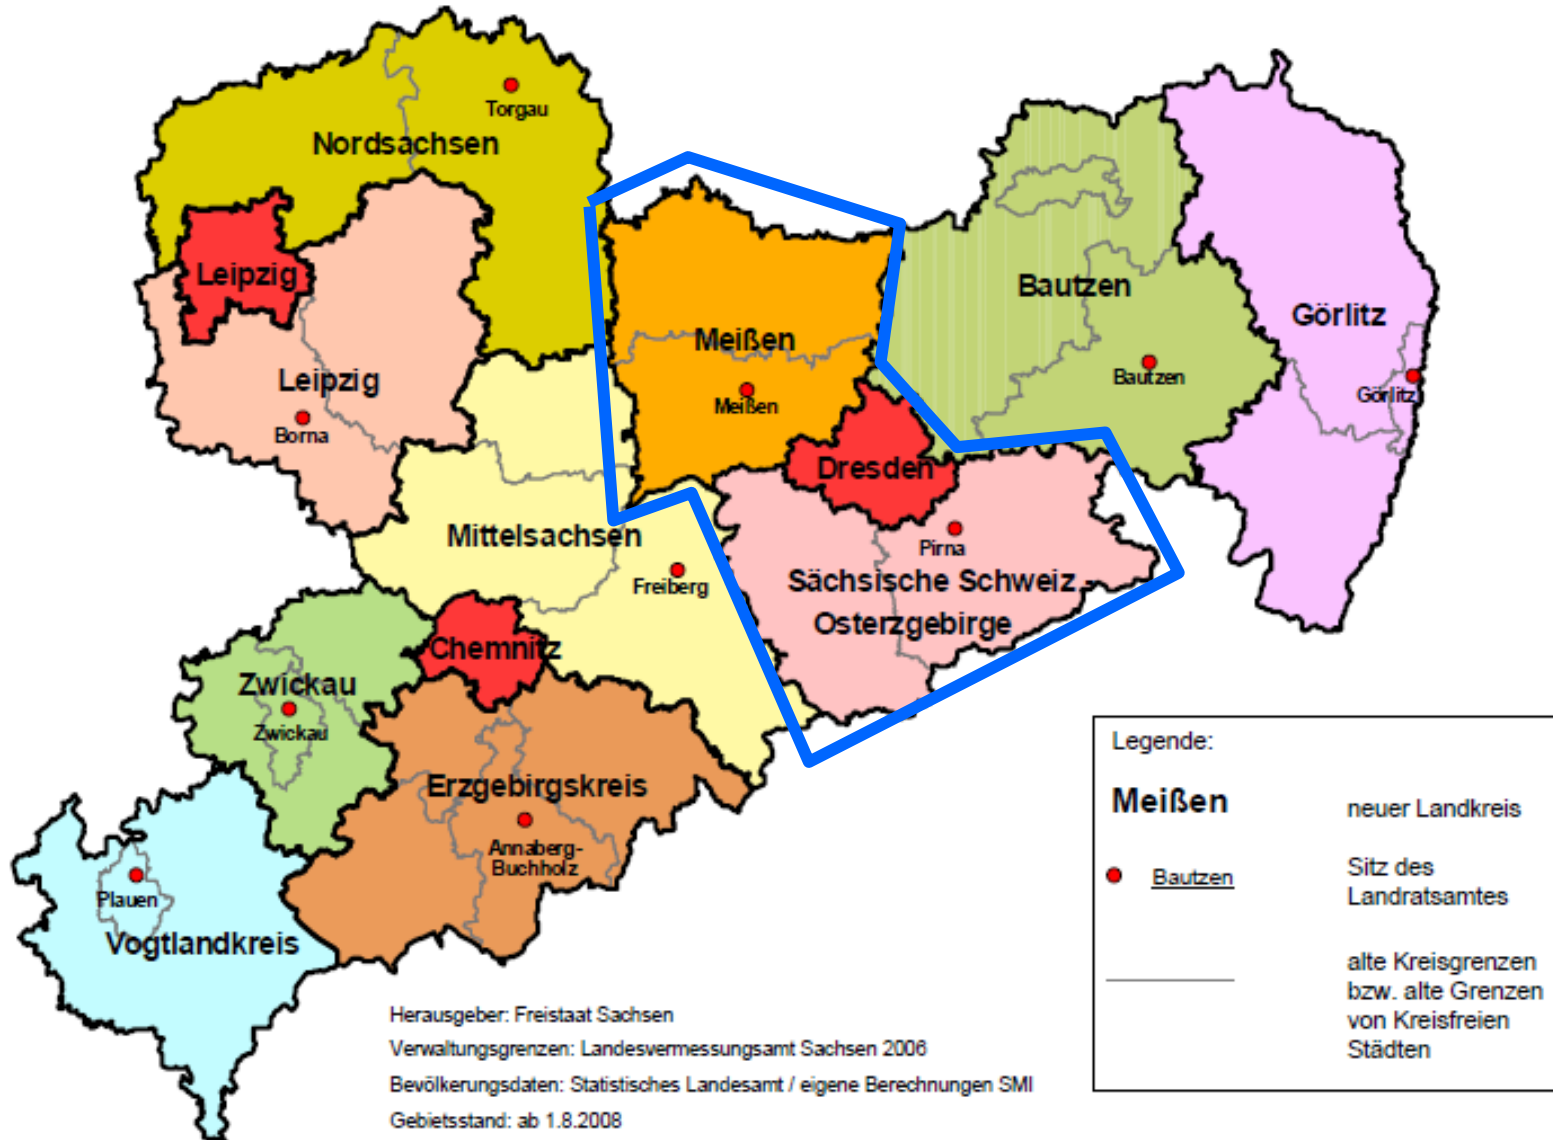 Torgau
Nordsachsen
Leipzig
Leipzig
Borna
Meißen
Meißen
Bautzen
Bautzen
Görlitz
Görlitz
Dresden
Mittelsachsen
Freiberg
Pirna
Sächsische Schweiz-
Osterzgebirge
Chemnitz
Zwickau
Zwickau
Erzgebirgskreis
Annaberg-
Buchholz
Plauen
Vogtlandkreis
Legende:
Meißen neuer Landkreis
Bautzen Sitz des
Landratsamtes
alte Kreisgrenzen
bzw. alte Grenzen
von Kreisfreien
Städten
Herausgeber: Freistaat Sachsen
Verwaltungsgrenzen: Landesvermessungsamt Sachsen 2006
Bevölkerungsdaten: Statistisches Landesamt / eigene Berechnungen SMI
Gebietsstand: ab 1.8.2008